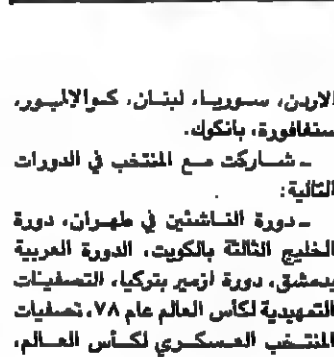 الاردن، سوريا، لبنان، كوالالمبور،
سنغافورة، بانكوك.
ـ شاركت مع المنتخب في الدورات
التالية:
ـ دورة الناشئين في طهران، دورة
الخليج الثالثة بالكويت، الدورة العربية
بدمشق، دورة ازمير بتركيا، التصفيات
التمهيدية لكأس العالم عام ٧٨، تصفيات
المنتخب العسكري لكأس العالم،